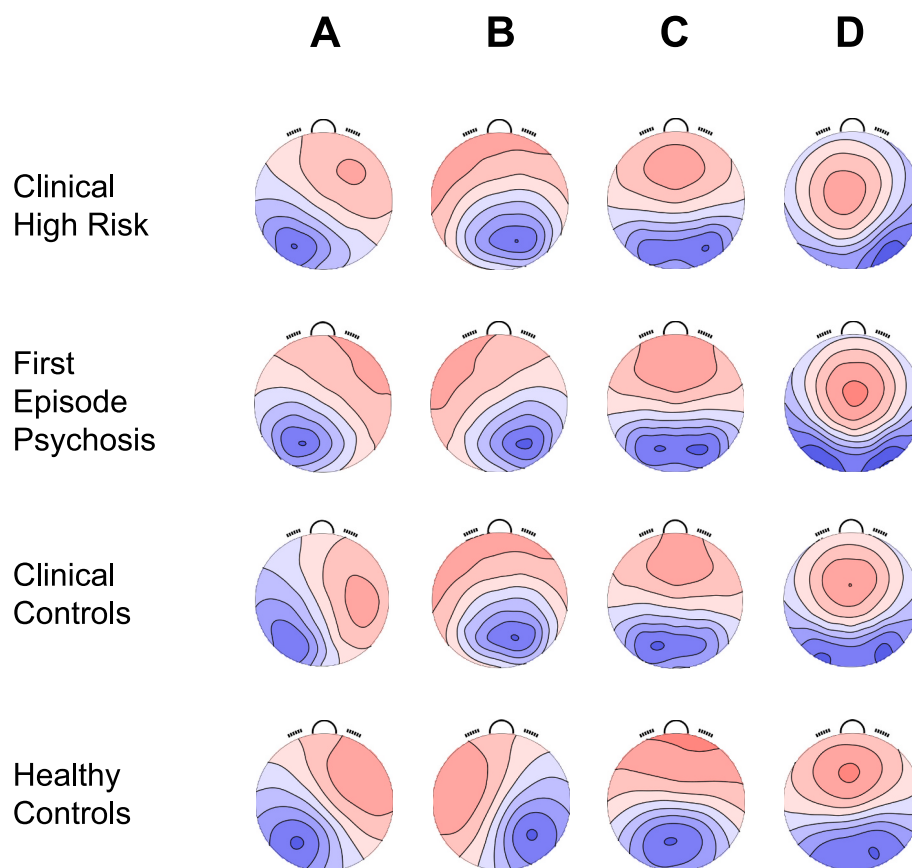 A B C D
Clinical
High Risk
First
Episode
Psychosis
Clinical
Controls
Healthy
Controls